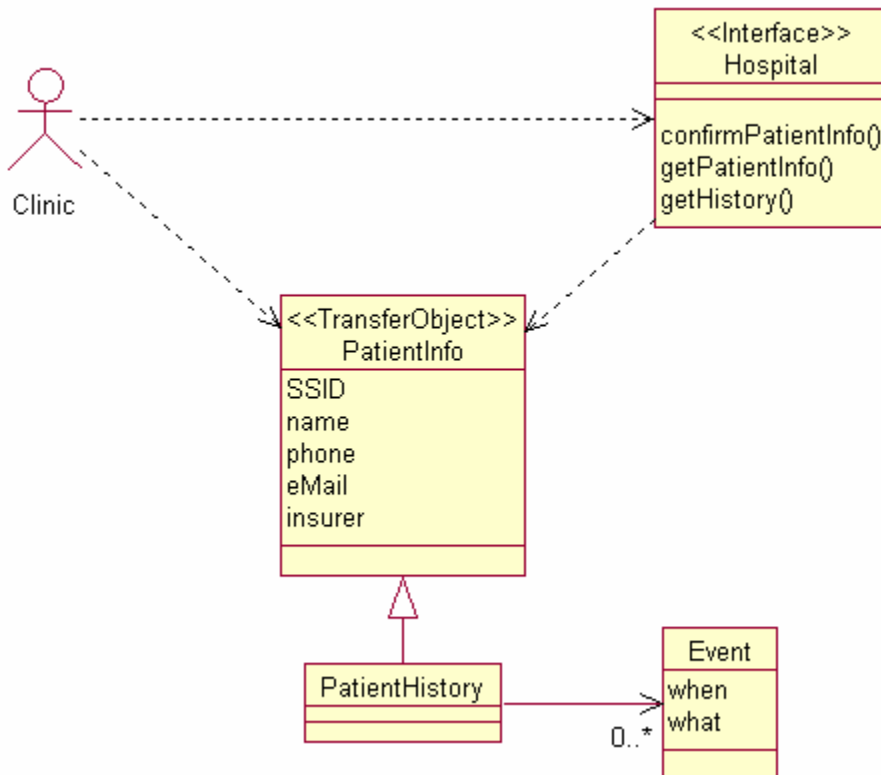 <<Interface>>
Hospital
confirmPatientInfo()
getPatientInfo()
getHistory()
Clinic
<<TransferObject>>
PatientInfo
SSID
name
phone
eMail
insurer
PatientHistory
Event
when
what
0..*